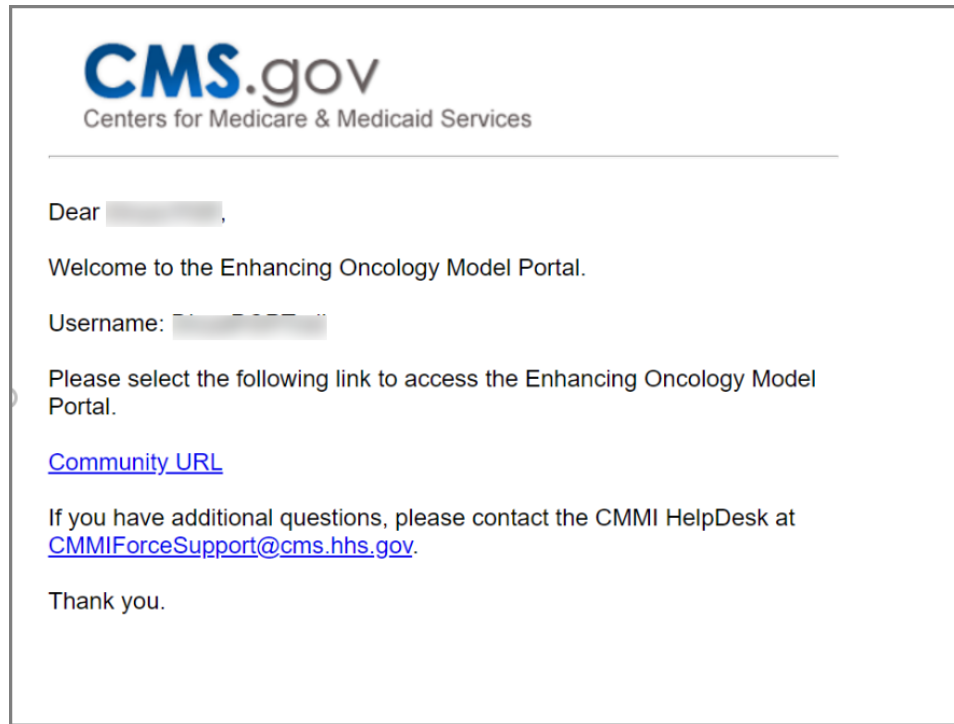 CMS.gov
Centers for Medicare & Medicaid Services
Dear ,
Welcome to the Enhancing Oncology Model Portal.
Username:
Please select the following link to access the Enhancing Oncology Model
Portal.
Community URL
If you have additional questions, please contact the CMMI HelpDesk at
CMMIForceSupport@cms.hhs.gov.
Thank you.